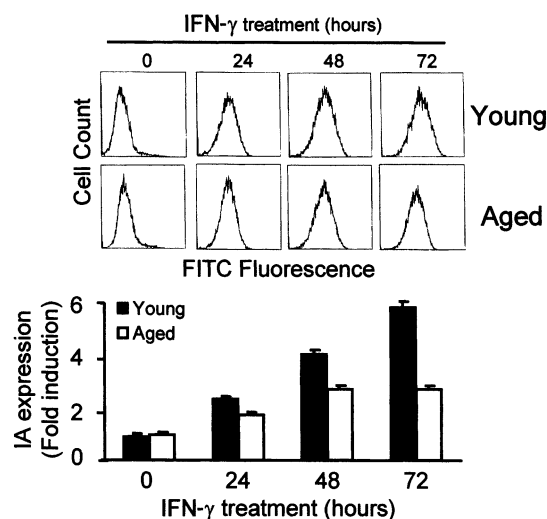 IFN-γ treatment (hours)
0 24 48 72
Cell Count
Young
Aged
FITC Fluorescence
IA expression
(Fold induction)
6
4
2
0
Young
Aged
0 24 48 72
IFN-γ treatment (hours)